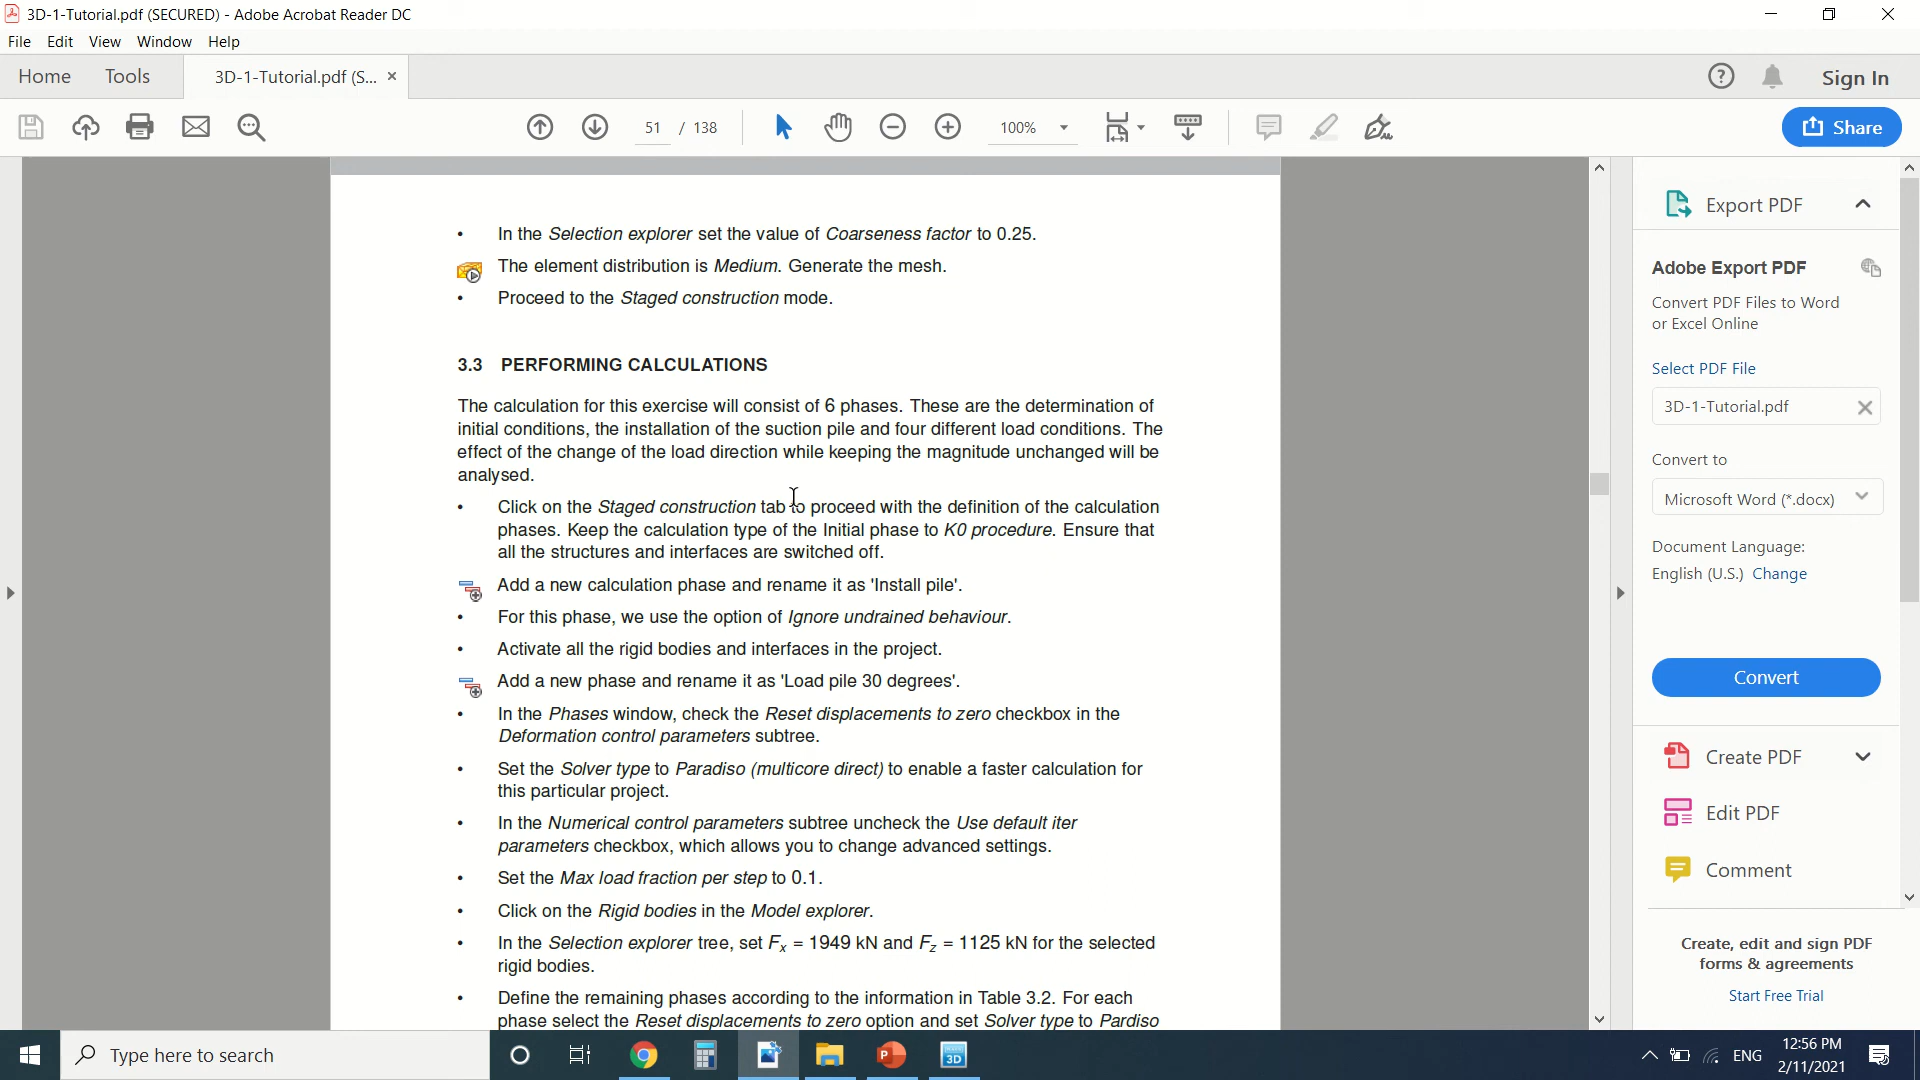 3D-1-Tutorial.pdf (SECURED) - Adobe Acrobat Reader DC
File Edit View Window Help
Home Tools 3D-1-Tutorial.pdf (S... × Sign In
51 / 138 100% Share
• In the Selection explorer set the value of Coarseness factor to 0.25.
The element distribution is Medium. Generate the mesh.
• Proceed to the Staged construction mode.
3.3 PERFORMING CALCULATIONS
The calculation for this exercise will consist of 6 phases. These are the determination of
initial conditions, the installation of the suction pile and four different load conditions. The
effect of the change of the load direction while keeping the magnitude unchanged will be
analysed.
• Click on the Staged construction tab to proceed with the definition of the calculation
phases. Keep the calculation type of the Initial phase to K0 procedure. Ensure that
all the structures and interfaces are switched off.
Add a new calculation phase and rename it as 'Install pile'.
• For this phase, we use the option of Ignore undrained behaviour.
• Activate all the rigid bodies and interfaces in the project.
Add a new phase and rename it as 'Load pile 30 degrees'.
• In the Phases window, check the Reset displacements to zero checkbox in the
Deformation control parameters subtree.
• Set the Solver type to Paradiso (multicore direct) to enable a faster calculation for
this particular project.
• In the Numerical control parameters subtree uncheck the Use default iter
parameters checkbox, which allows you to change advanced settings.
• Set the Max load fraction per step to 0.1.
• Click on the Rigid bodies in the Model explorer.
• In the Selection explorer tree, set Fx = 1949 kN and Fz = 1125 kN for the selected
rigid bodies.
• Define the remaining phases according to the information in Table 3.2. For each
phase select the Reset displacements to zero option and set Solver type to Pardiso
Export PDF
Adobe Export PDF
Convert PDF Files to Word
or Excel Online
Select PDF File
3D-1-Tutorial.pdf
Convert to
Microsoft Word (*.docx)
Document Language:
English (U.S.) Change
Convert
Create PDF
Edit PDF
Comment
Create, edit and sign PDF
forms & agreements
Start Free Trial
Type here to search
3D
ENG
12:56 PM
2/11/2021